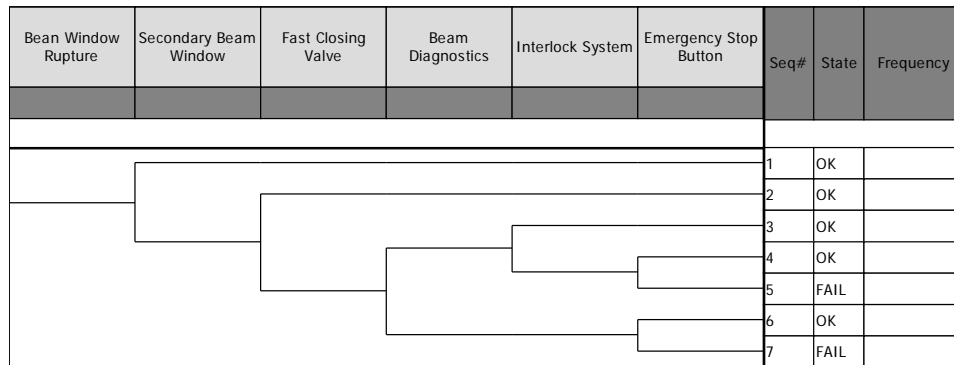 Bean Window
Rupture
Secondary Beam
Window
Fast Closing
Valve
Beam
Diagnostics
Interlock System
Emergency Stop
Button
Seq#
State
Frequency
1 OK
2 OK
3 OK
4 OK
5 FAIL
6 OK
7 FAIL